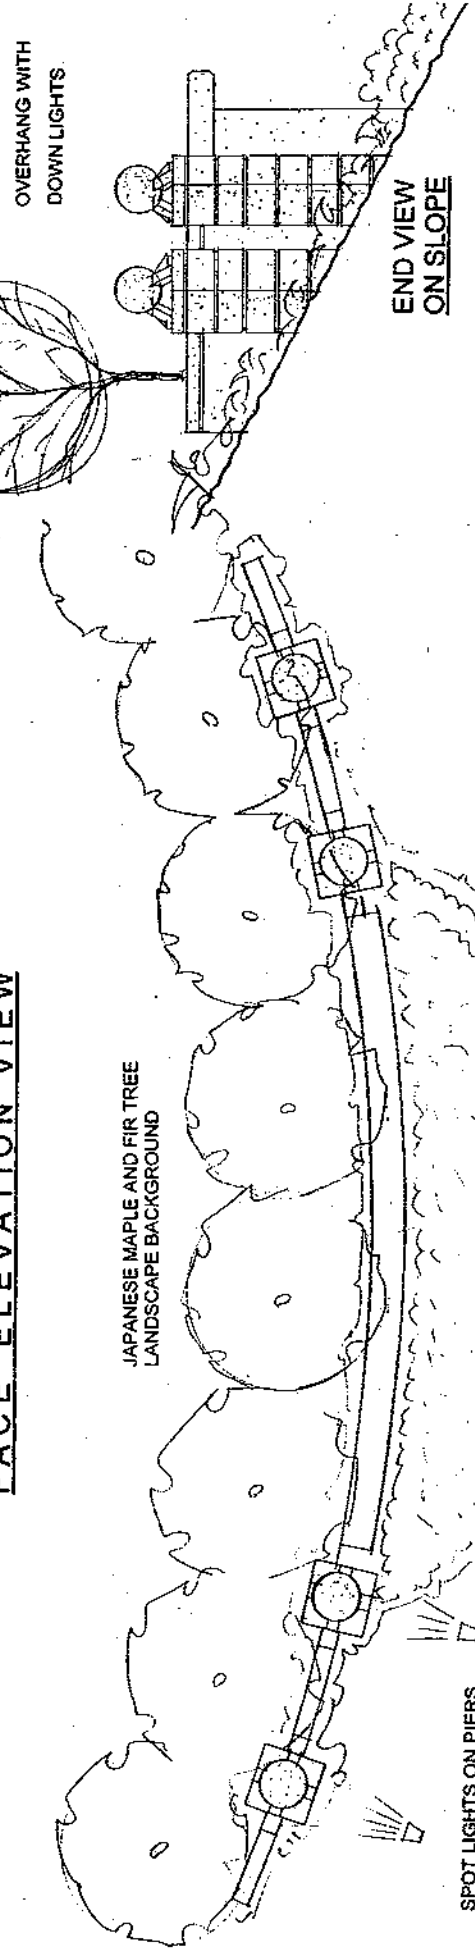 FACE ELEVATION VIEW
JAPANESE MAPLE AND FIR TREE
LANDSCAPE BACKGROUND
SPOT LIGHTS ON PIERS
OVERHANG WITH
DOWN LIGHTS
END VIEW
ON SLOPE